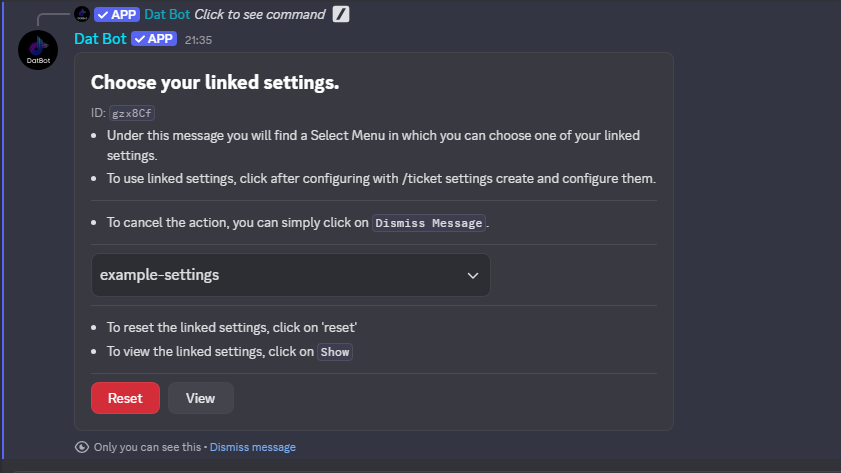 APP Dat Bot Click to see command
Dat Bot APP 21:35
DatBot
Choose your linked settings.
ID: gzx8Cf
• Under this message you will find a Select Menu in which you can choose one of your linked
settings.
• To use linked settings, click after configuring with /ticket settings create and configure them.
• To cancel the action, you can simply click on Dismiss Message.
example-settings
• To reset the linked settings, click on 'reset'
• To view the linked settings, click on Show
Reset View
Only you can see this • Dismiss message